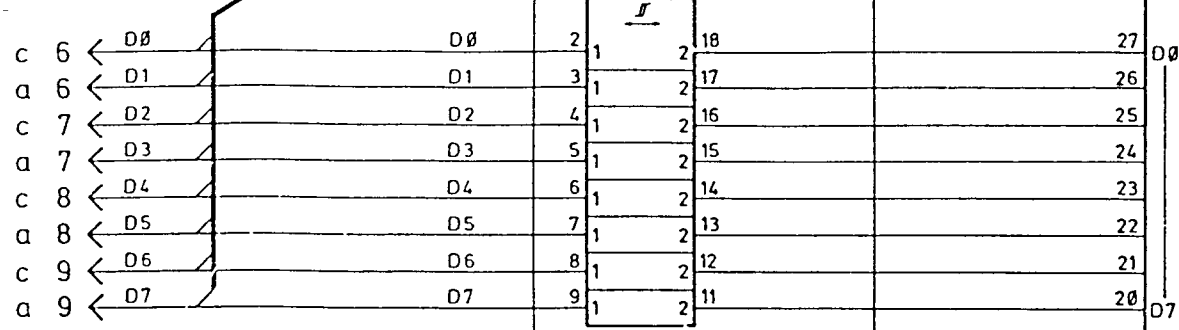 c 6 DØ DØ 2 1 2 18 27 DØ
a 6 D1 D1 3 1 2 17 26
c 7 D2 D2 4 1 2 16 25
a 7 D3 D3 5 1 2 15 24
c 8 D4 D4 6 1 2 14 23
a 8 D5 D5 7 1 2 13 22
c 9 D6 D6 8 1 2 12 21
a 9 D7 D7 9 1 2 11 20 D7